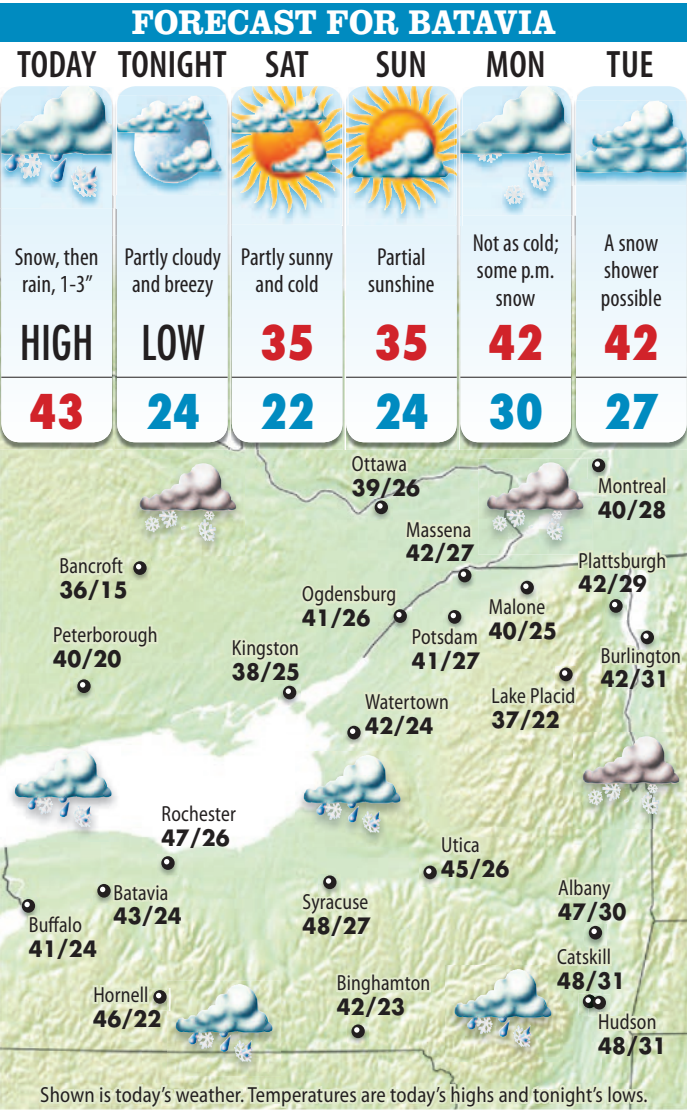 FORECAST FOR BATAVIA
TODAY TONIGHT SAT SUN MON TUE
Snow, then
rain, 1-3”
HIGH
43
Partly cloudy
and breezy
LOW
24
Partly sunny
and cold
35
22
Partial
sunshine
35
24
Not as cold;
some p.m.
snow
42
30
A snow
shower
possible
42
27
Ottawa
39/26
Montreal
40/28
Massena
42/27
Bancroft
36/15
Plattsburgh
42/29
Ogdensburg
41/26
Malone
40/25
Peterborough
40/20
Potsdam
41/27
Kingston
38/25
Burlington
42/31
Watertown
42/24
Lake Placid
37/22
Rochester
47/26
Utica
45/26
Batavia
43/24
Syracuse
48/27
Albany
47/30
Buffalo
41/24
Catskill
48/31
Hornell
46/22
Binghamton
42/23
Hudson
48/31
Shown is today’s weather. Temperatures are today’s highs and tonight’s lows.